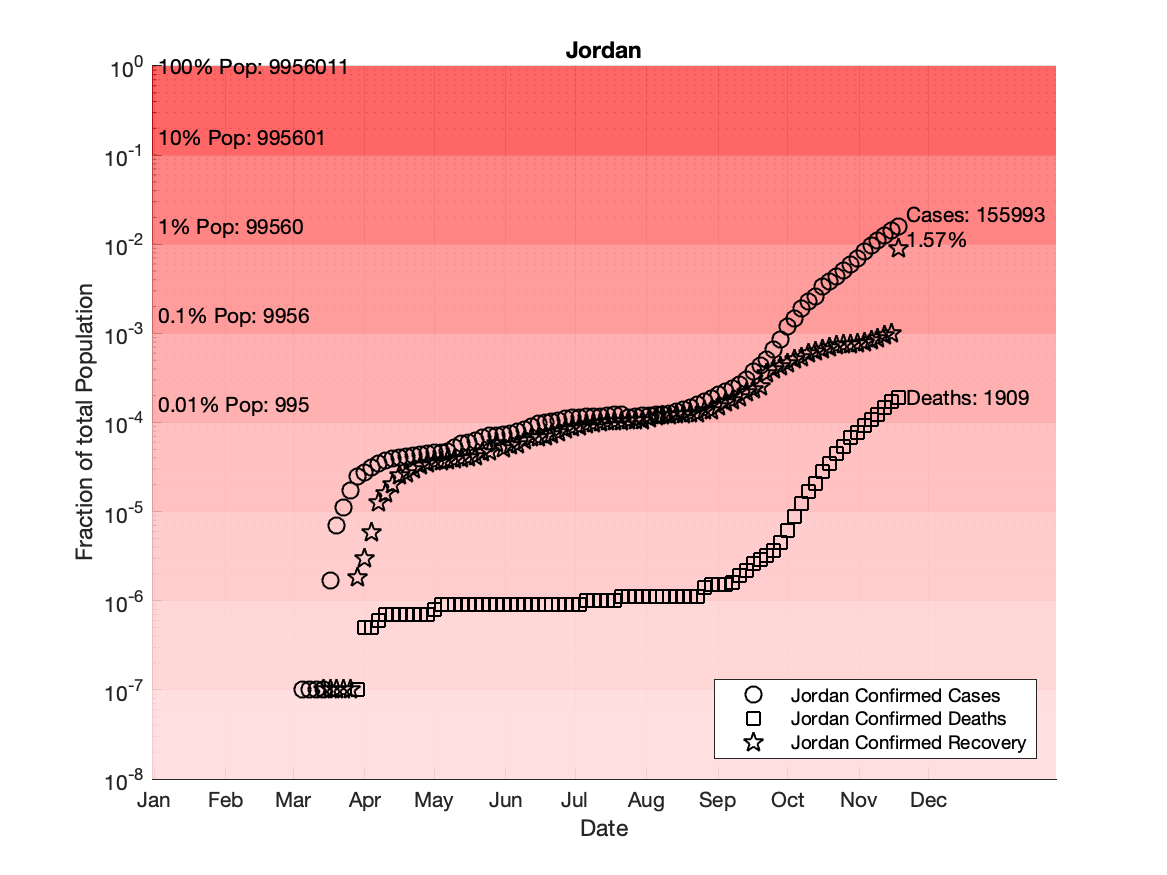 Jordan
10^0
100% Pop: 9956011
10% Pop: 995601
10^-1
1% Pop: 99560
Cases: 155993
1.57%
10^-2
0.1% Pop: 9956
10^-3
0.01% Pop: 995
Deaths: 1909
10^-4
10^-5
10^-6
10^-7
10^-8
Fraction of total Population
Jordan Confirmed Cases
Jordan Confirmed Deaths
Jordan Confirmed Recovery
Jan Feb Mar Apr May Jun Jul Aug Sep Oct Nov Dec
Date